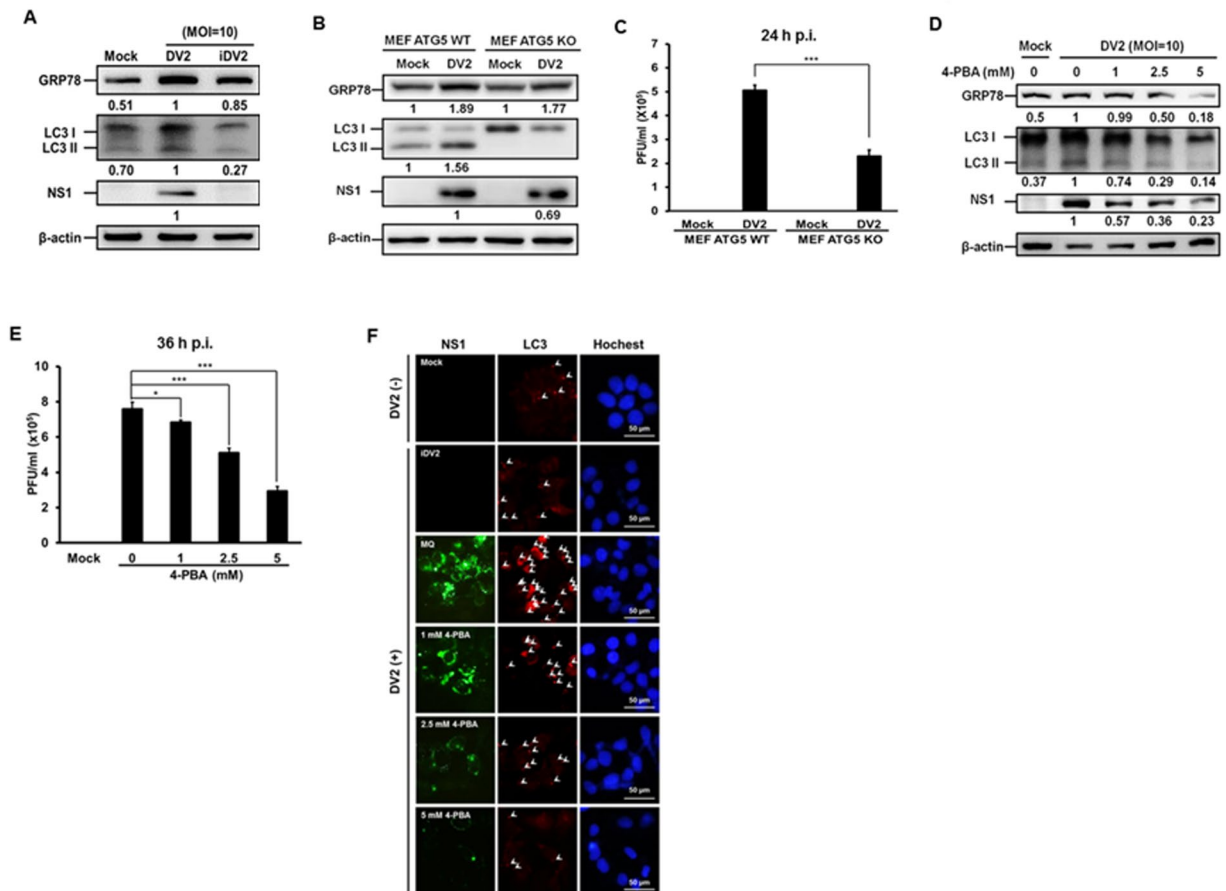 A
(MOI=10)
Mock DV2 iDV2
GRP78
0.51 1 0.85
LC3 I
LC3 II
0.70 1 0.27
NS1
1
β-actin
B
MEF ATG5 WT MEF ATG5 KO
Mock DV2 Mock DV2
GRP78
1 1.89 1 1.77
LC3 I
LC3 II
1 1.56
NS1
1 0.69
β-actin
C
24 h p.i.
PFU/ml (X10⁵)
7
6
5
4
3
2
1
0
***
Mock DV2 Mock DV2
MEF ATG5 WT MEF ATG5 KO
D
Mock DV2 (MOI=10)
4-PBA (mM) 0 0 1 2.5 5
GRP78
0.5 1 0.99 0.50 0.18
LC3 I
LC3 II
0.37 1 0.74 0.29 0.14
NS1
1 0.57 0.36 0.23
β-actin
E
36 h p.i.
PFU/ml (x10⁵)
10
8
6
4
2
0
***
***
*
Mock 0 1 2.5 5
4-PBA (mM)
F
NS1 LC3 Hochest
DV2 (-)
Mock
50 µm
DV2 (+)
iDV2
50 µm
MQ
50 µm
1 mM 4-PBA
50 µm
2.5 mM 4-PBA
50 µm
5 mM 4-PBA
50 µm